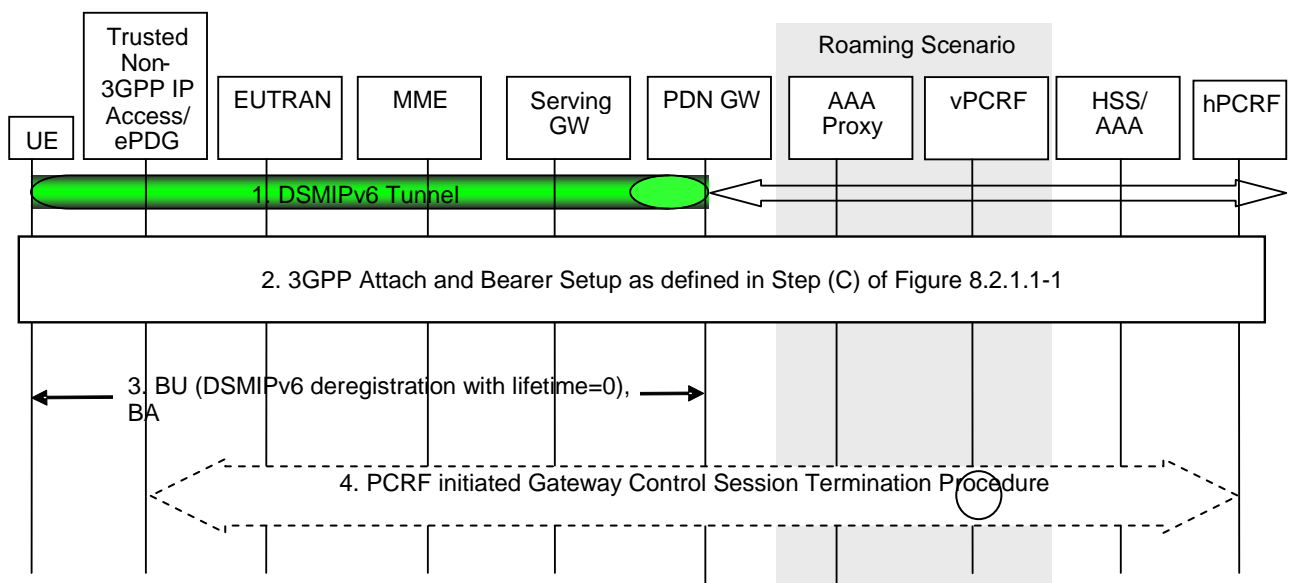 Roaming Scenario
UE
Trusted
Non-
3GPP IP
Access/
ePDG
EUTRAN
MME
Serving
GW
PDN GW
AAA
Proxy
vPCRF
HSS/
AAA
hPCRF
1. DSMIPv6 Tunnel
2. 3GPP Attach and Bearer Setup as defined in Step (C) of Figure 8.2.1.1-1
3. BU (DSMIPv6 deregistration with lifetime=0),
BA
4. PCRF initiated Gateway Control Session Termination Procedure